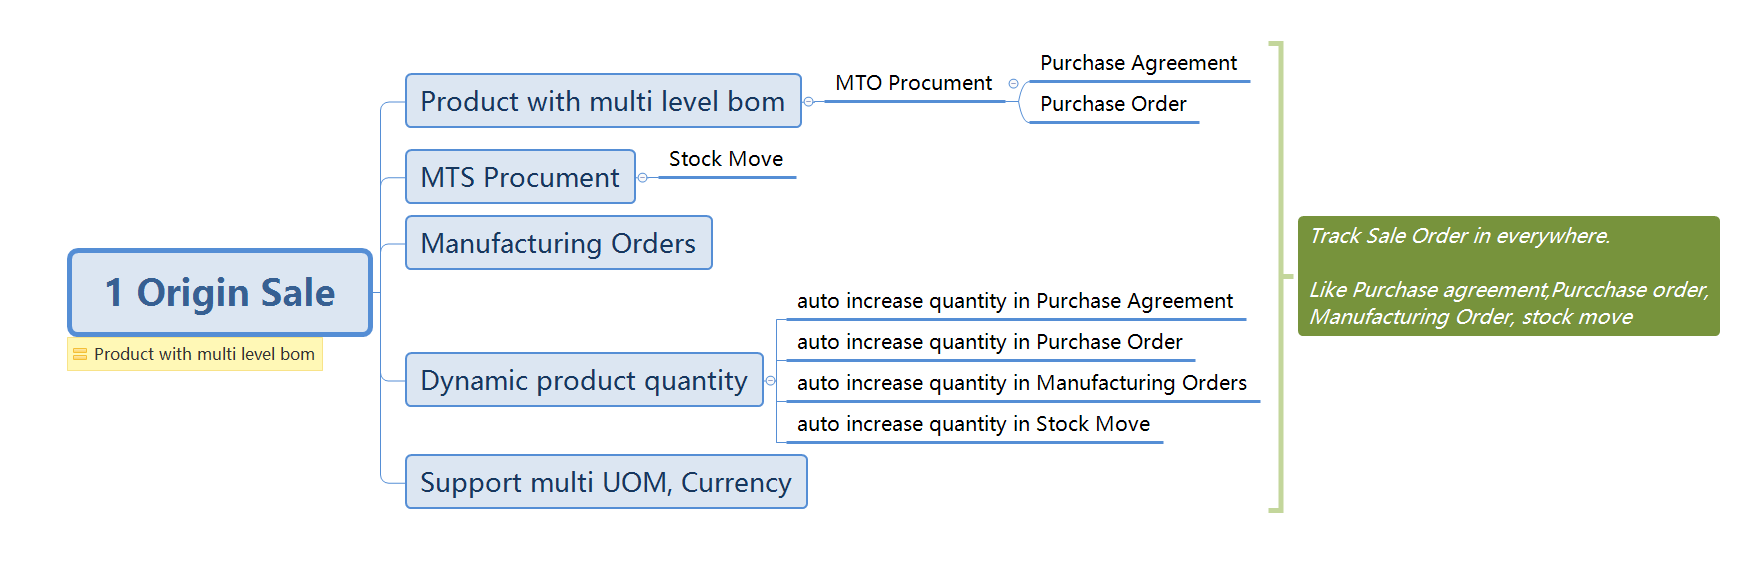 1 Origin Sale
Product with multi level bom
Product with multi level bom
MTO Procument
Purchase Agreement
Purchase Order
MTS Procument
Stock Move
Manufacturing Orders
Dynamic product quantity
auto increase quantity in Purchase Agreement
auto increase quantity in Purchase Order
auto increase quantity in Manufacturing Orders
auto increase quantity in Stock Move
Support multi UOM, Currency
Track Sale Order in everywhere.
Like Purchase agreement,Purcchase order,
Manufacturing Order, stock move